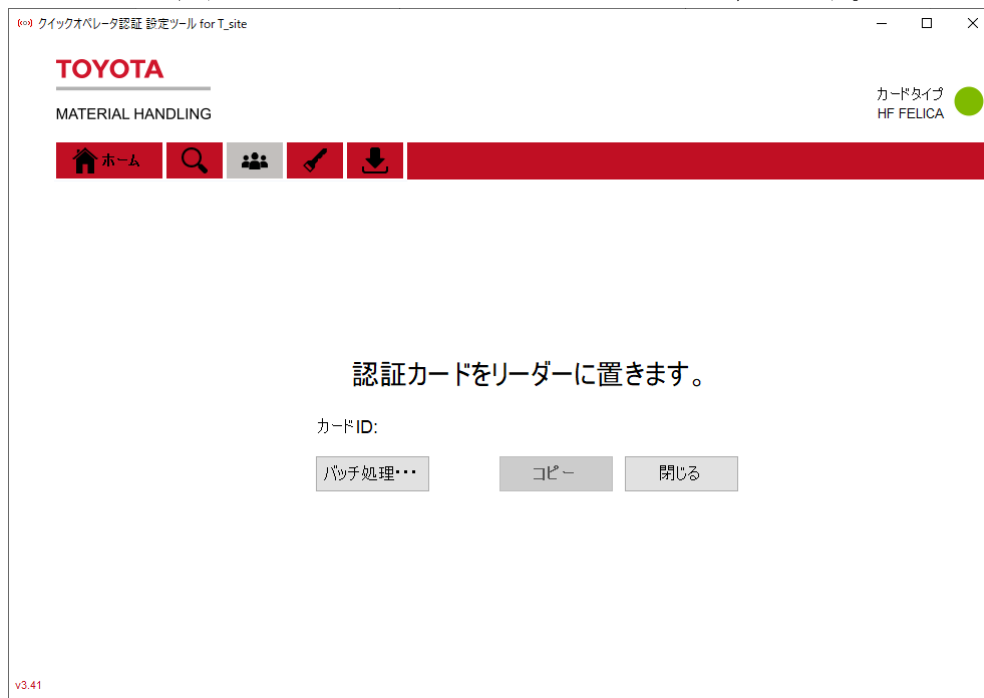 クイックオペレータ認証 設定ツール for T_site
TOYOTA
MATERIAL HANDLING
カードタイプ
HF FELICA
ホーム
認証カードをリーダーに置きます。
カードID:
バッチ処理･･･
コピー
閉じる
v3.41